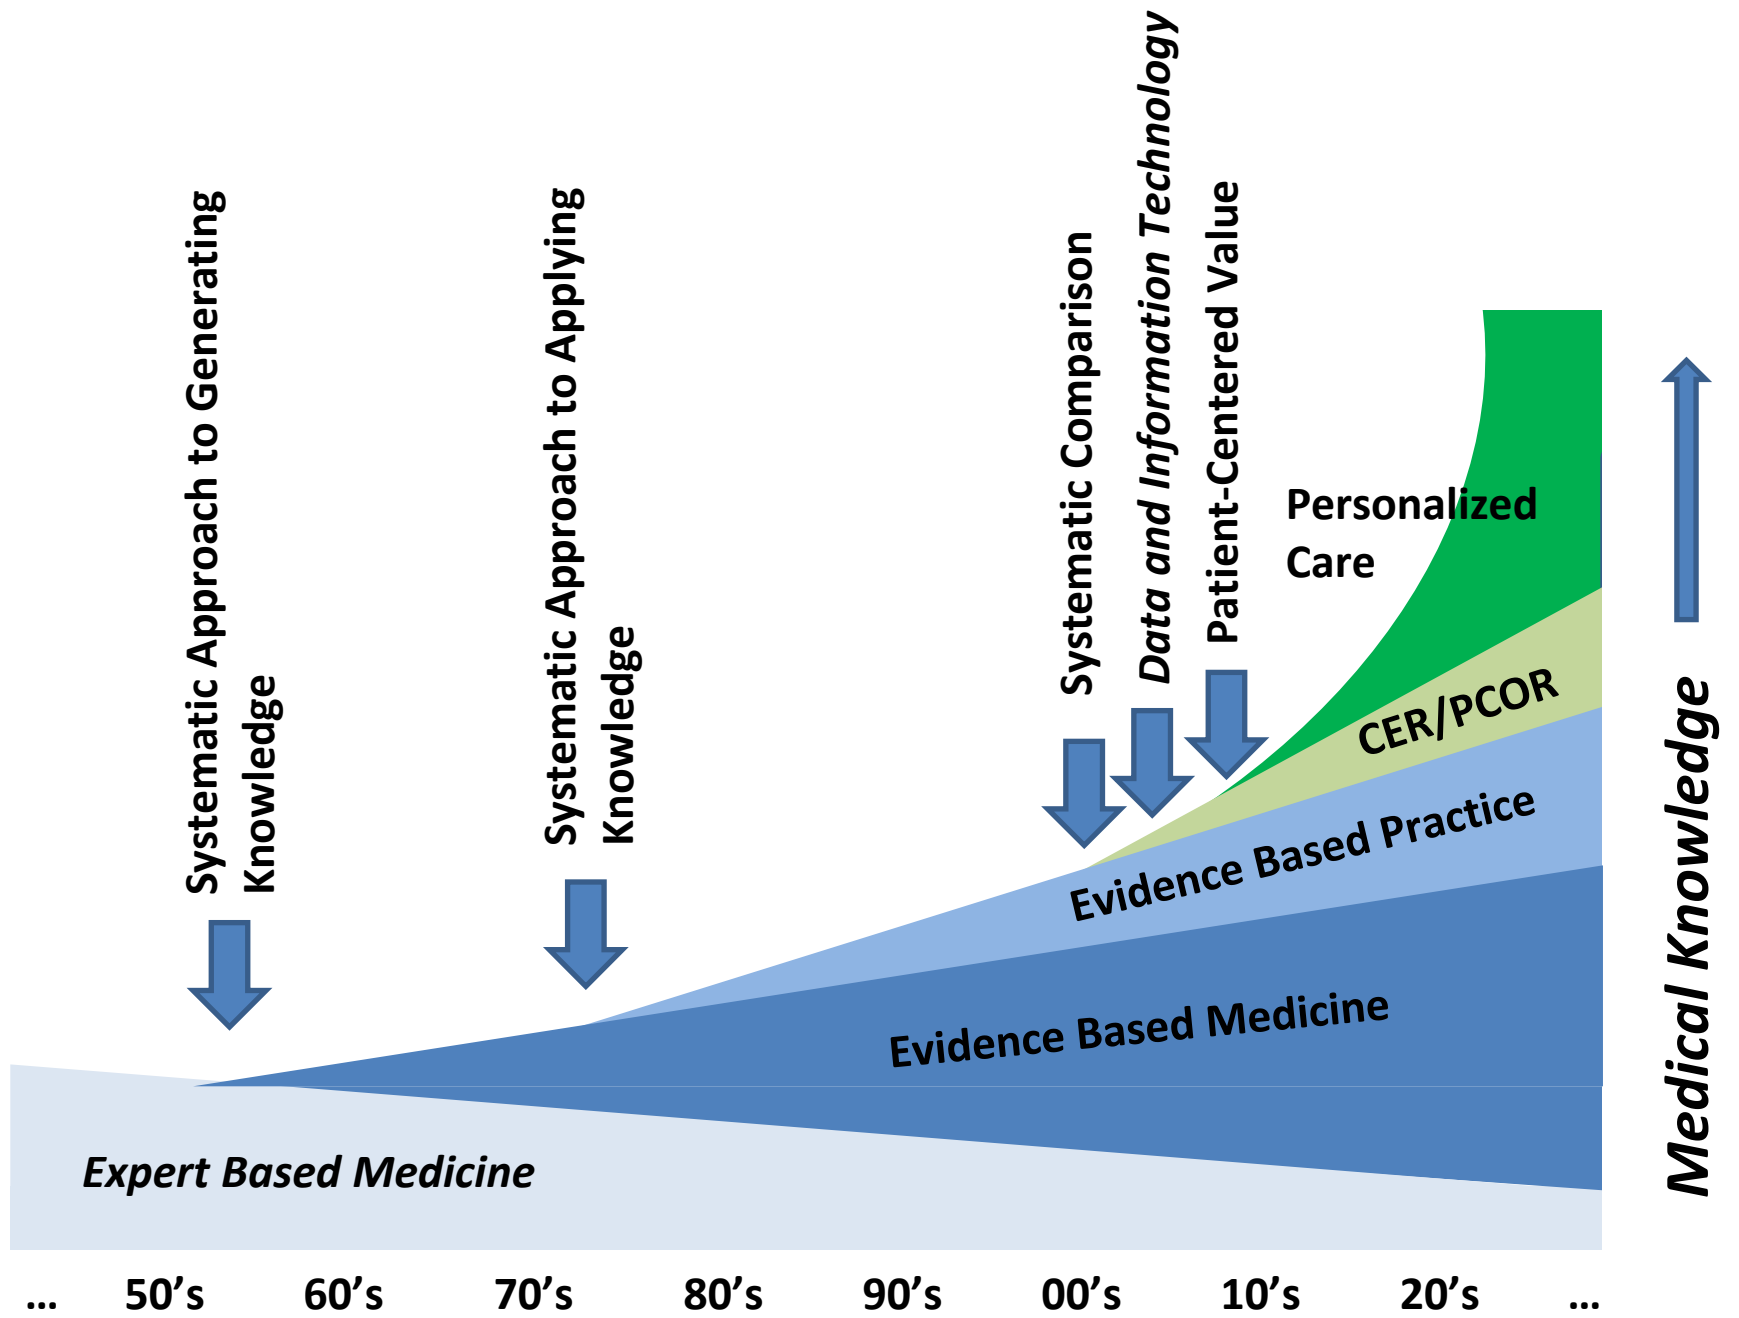 Systematic Approach to Generating
Knowledge
Systematic Approach to Applying
Knowledge
Systematic Comparison
Data and Information Technology
Patient-Centered Value
Personalized
Care
CER/PCOR
Evidence Based Practice
Evidence Based Medicine
Expert Based Medicine
Medical Knowledge
... 50’s 60’s 70’s 80’s 90’s 00’s 10’s 20’s ...